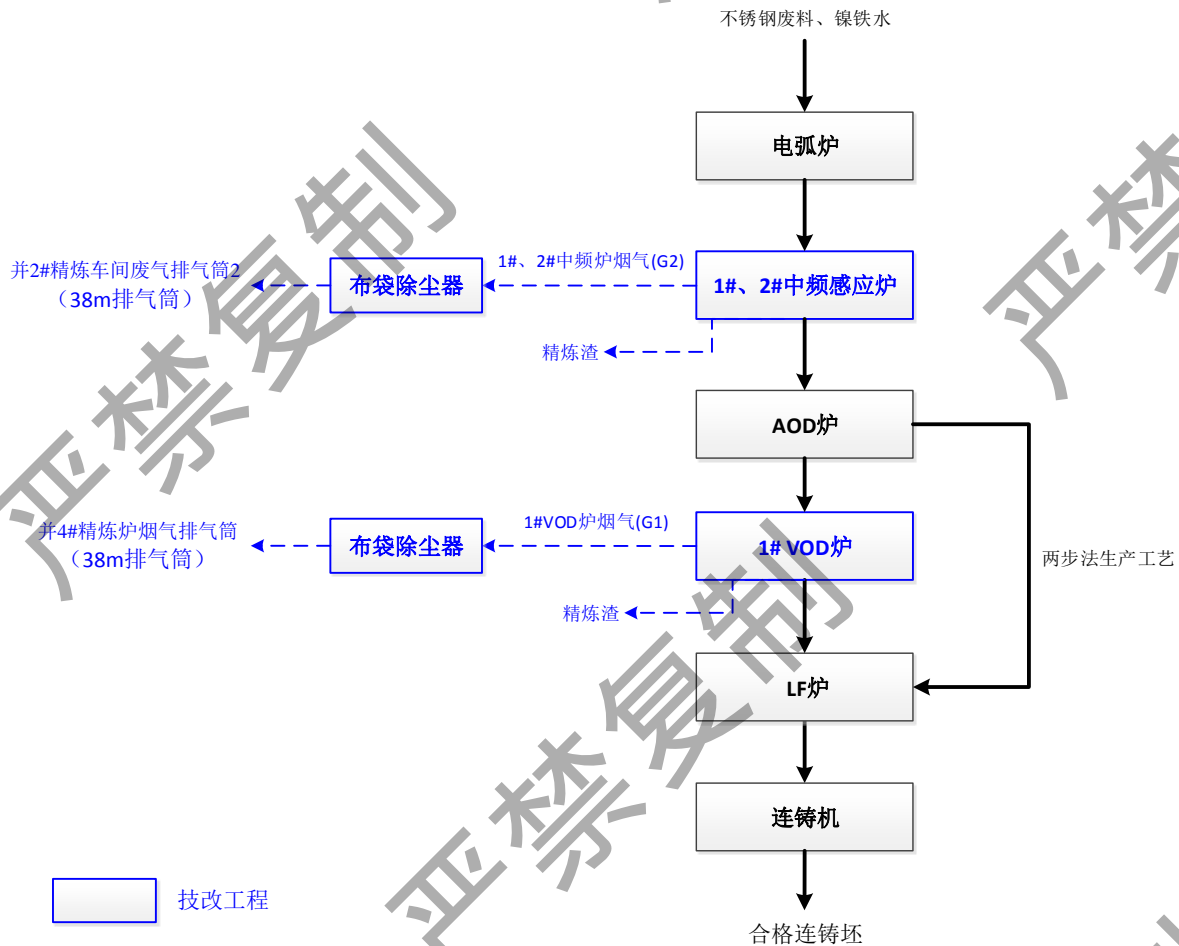 不锈钢废料、镍铁水
电弧炉
并2#精炼车间废气排气筒2
（38m排气筒）
布袋除尘器
1#、2#中频炉烟气(G2)
1#、2#中频感应炉
精炼渣
AOD炉
并4#精炼炉烟气排气筒
（38m排气筒）
布袋除尘器
1#VOD炉烟气(G1)
1# VOD炉
两步法生产工艺
精炼渣
LF炉
连铸机
技改工程
合格连铸坯
严禁复制
严禁复制
严禁